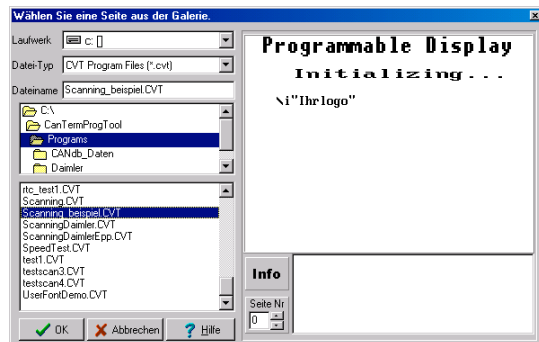 Wählen Sie eine Seite aus der Galerie.
Laufwerk
c: []
Datei-Typ
CVT Program Files (*.cvt)
Dateiname
Scanning_beispiel.CVT
C:\
CanTermProgTool
Programs
CANdb_Daten
Daimler
rtc_test1.CVT
Scanning.CVT
Scanning_beispiel.CVT
ScanningDaimler.CVT
ScanningDaimlerEpp.CVT
SpeedTest.CVT
test1.CVT
testscan3.CVT
testscan4.CVT
UserFontDemo.CVT
OK
Abbrechen
Hilfe
Programmable Display
Initializing...
\i"Ihrlogo"
Info
Seite Nr
0